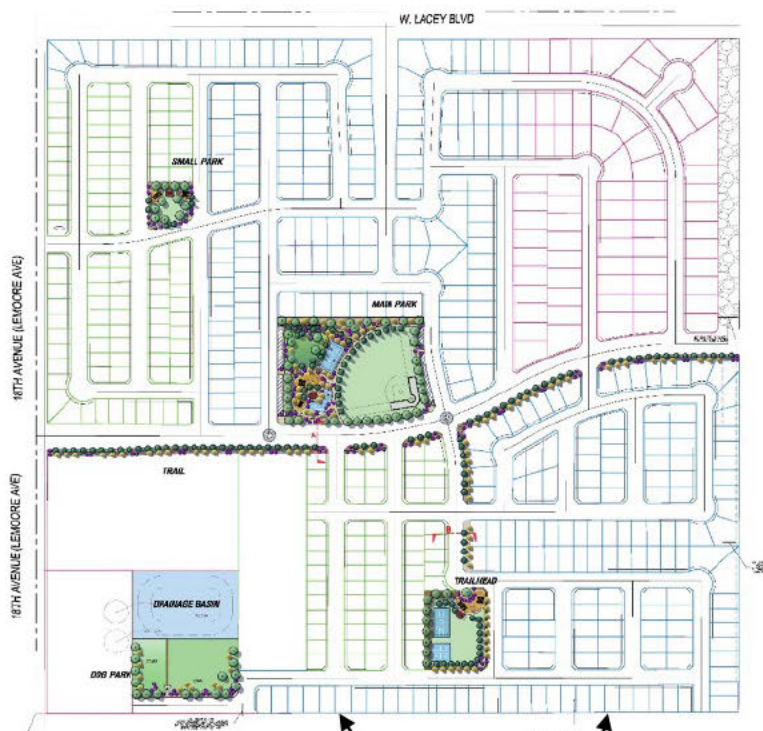 W. LACEY BLVD
SMALL PARK
18TH AVENUE (LEMOORE AVE)
MAIN PARK
A
TRAIL
18TH AVENUE (LEMOORE AVE)
B
TRAILHEAD
DRAINAGE BASIN
DOG PARK